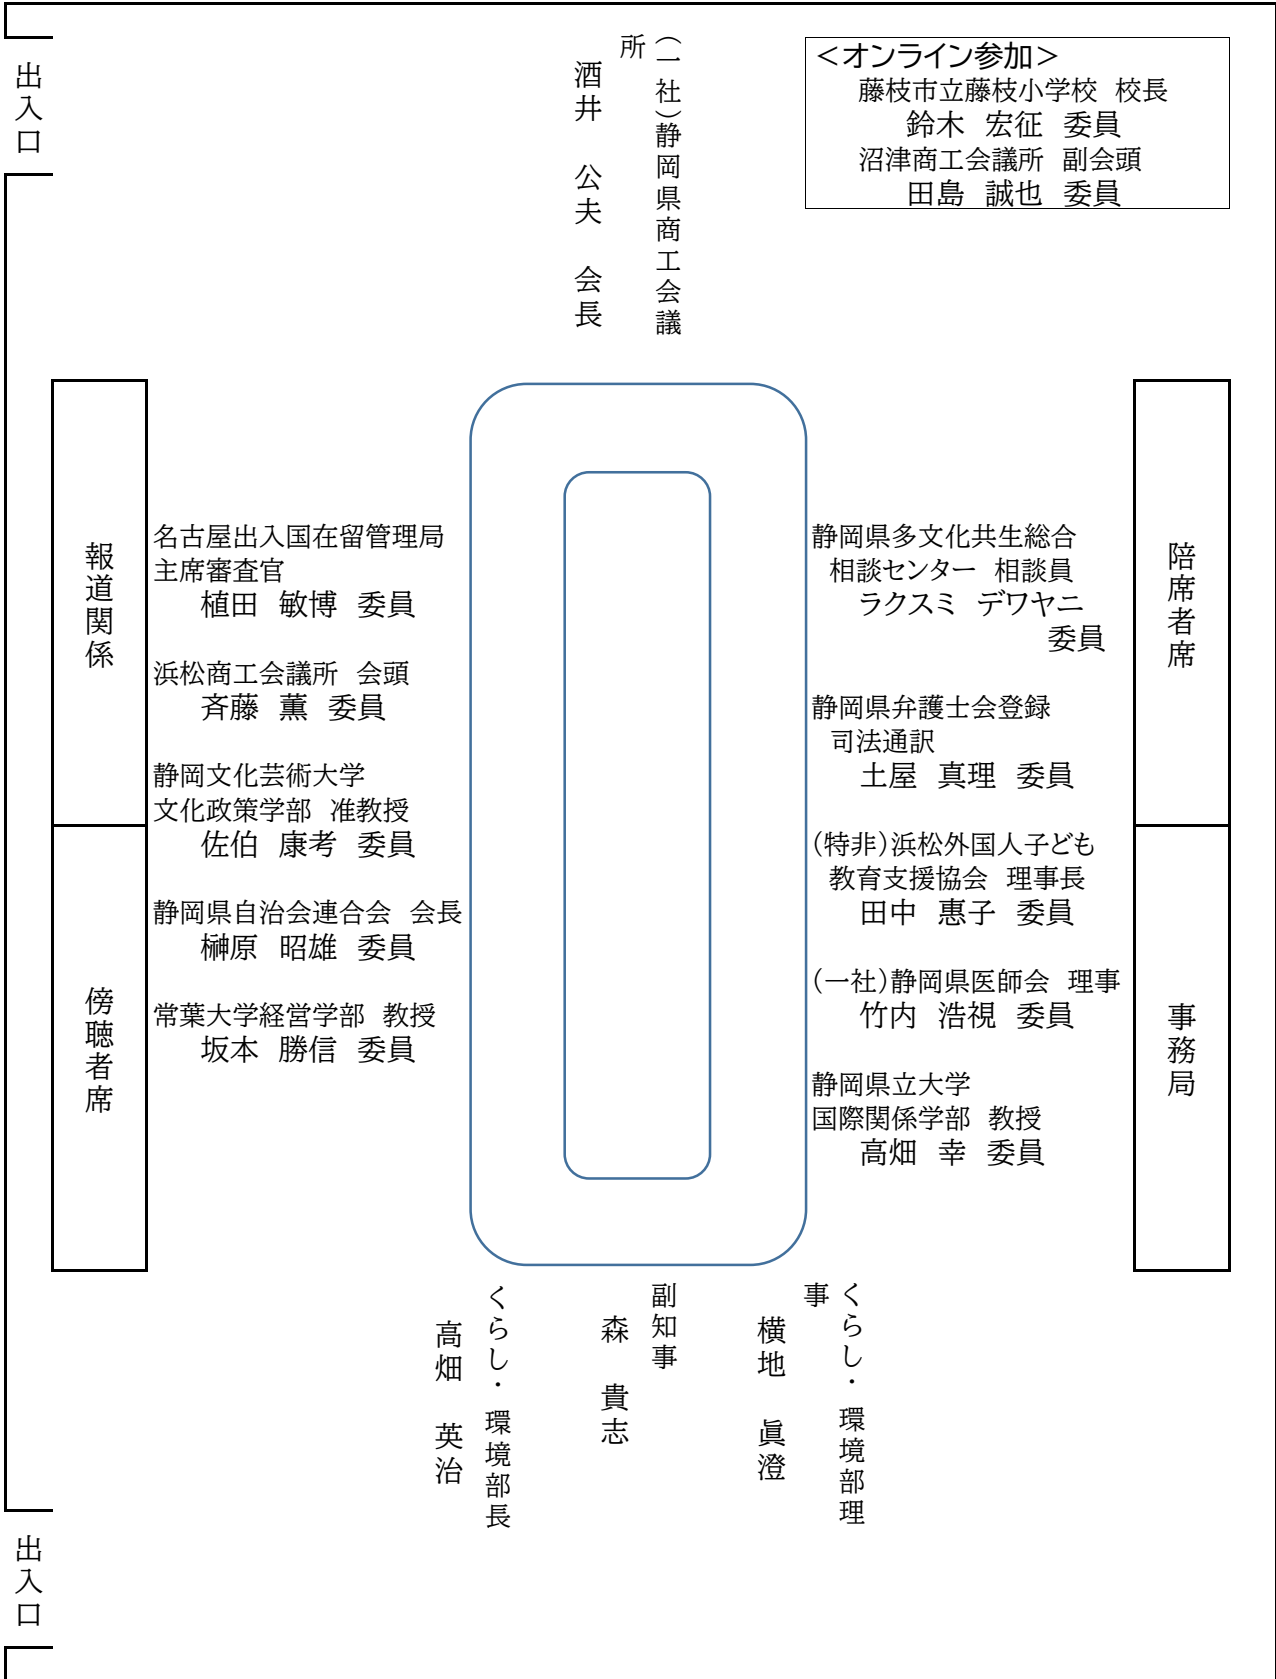 出入口
(一社)静岡県商工会議
所
酒井 公夫 会長
<オンライン参加>
藤枝市立藤枝小学校 校長
鈴木 宏征 委員
沼津商工会議所 副会頭
田島 誠也 委員
報道関係
傍聴者席
名古屋出入国在留管理局
主席審査官
植田 敏博 委員
浜松商工会議所 会頭
斉藤 薫 委員
静岡文化芸術大学
文化政策学部 准教授
佐伯 康考 委員
静岡県自治会連合会 会長
榊原 昭雄 委員
常葉大学経営学部 教授
坂本 勝信 委員
静岡県多文化共生総合
相談センター 相談員
ラクスミ デワヤニ
委員
静岡県弁護士会登録
司法通訳
土屋 真理 委員
(特非)浜松外国人子ども
教育支援協会 理事長
田中 惠子 委員
(一社)静岡県医師会 理事
竹内 浩視 委員
静岡県立大学
国際関係学部 教授
高畑 幸 委員
陪席者席
事務局
くらし・環境部理
事
横地 眞澄
副知事
森 貴志
くらし・環境部長
高畑 英治
出入口